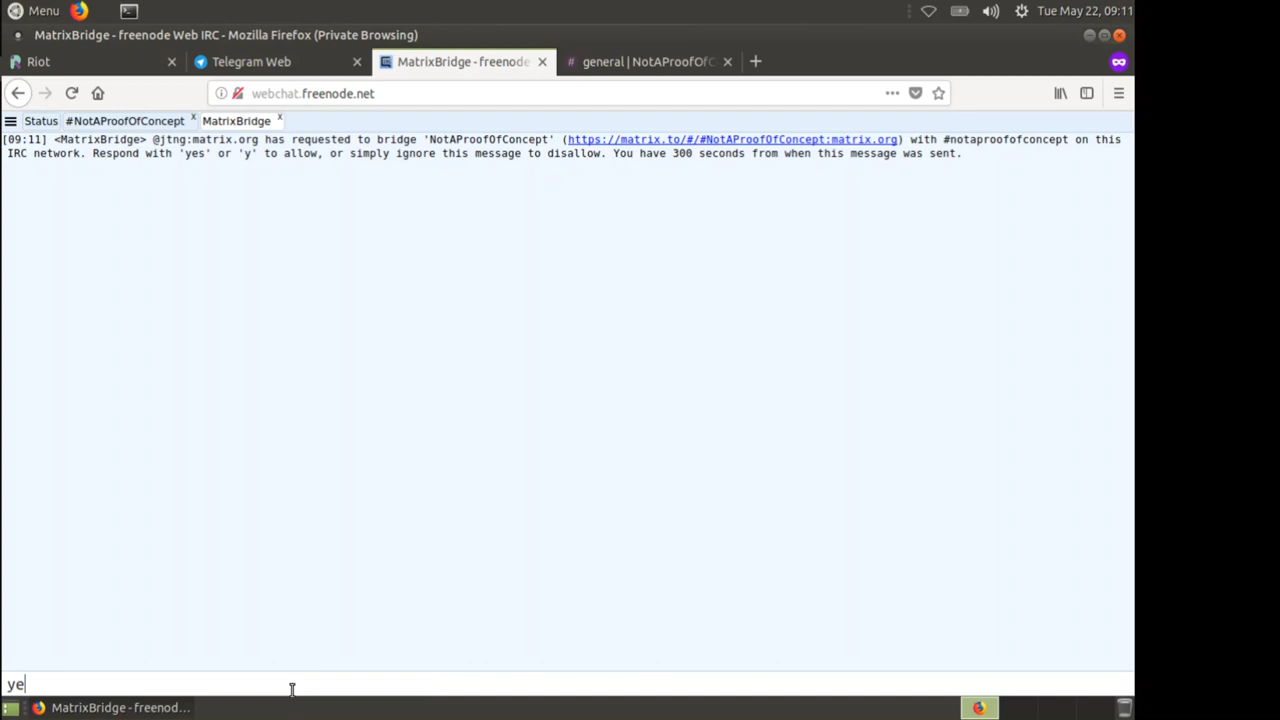 Menu
Tue May 22, 09:11
MatrixBridge - freenode Web IRC - Mozilla Firefox (Private Browsing)
Riot
Telegram Web
MatrixBridge - freenode
# general | NotAProofOfC
webchat.freenode.net
Status #NotAProofOfConcept x MatrixBridge x
[09:11] <MatrixBridge> @jtng:matrix.org has requested to bridge 'NotAProofOfConcept' (https://matrix.to/#/#NotAProofOfConcept:matrix.org) with #notaproofofconcept on this
IRC network. Respond with 'yes' or 'y' to allow, or simply ignore this message to disallow. You have 300 seconds from when this message was sent.
ye
MatrixBridge - freenod...